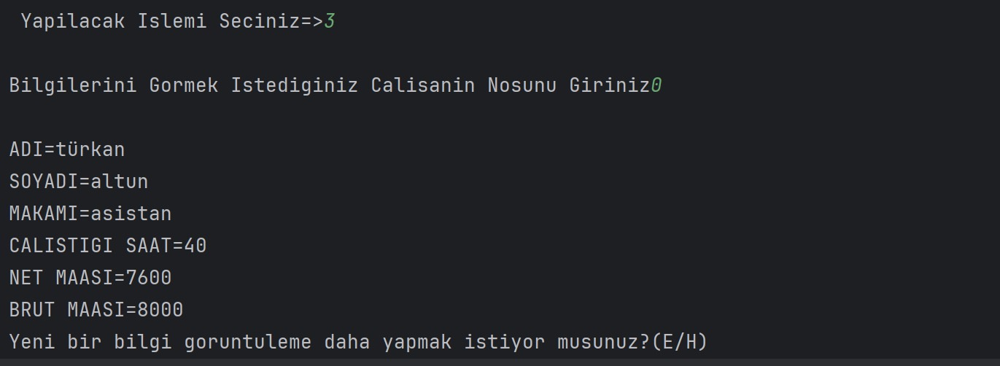 Yapilacak Islemi Seciniz=>3
Bilgilerini Gormek Istediginiz Calisanin Nosunu Giriniz0
ADI=türkan
SOYADI=altun
MAKAMI=asistan
CALISTIGI SAAT=40
NET MAASI=7600
BRUT MAASI=8000
Yeni bir bilgi goruntuleme daha yapmak istiyor musunuz?(E/H)